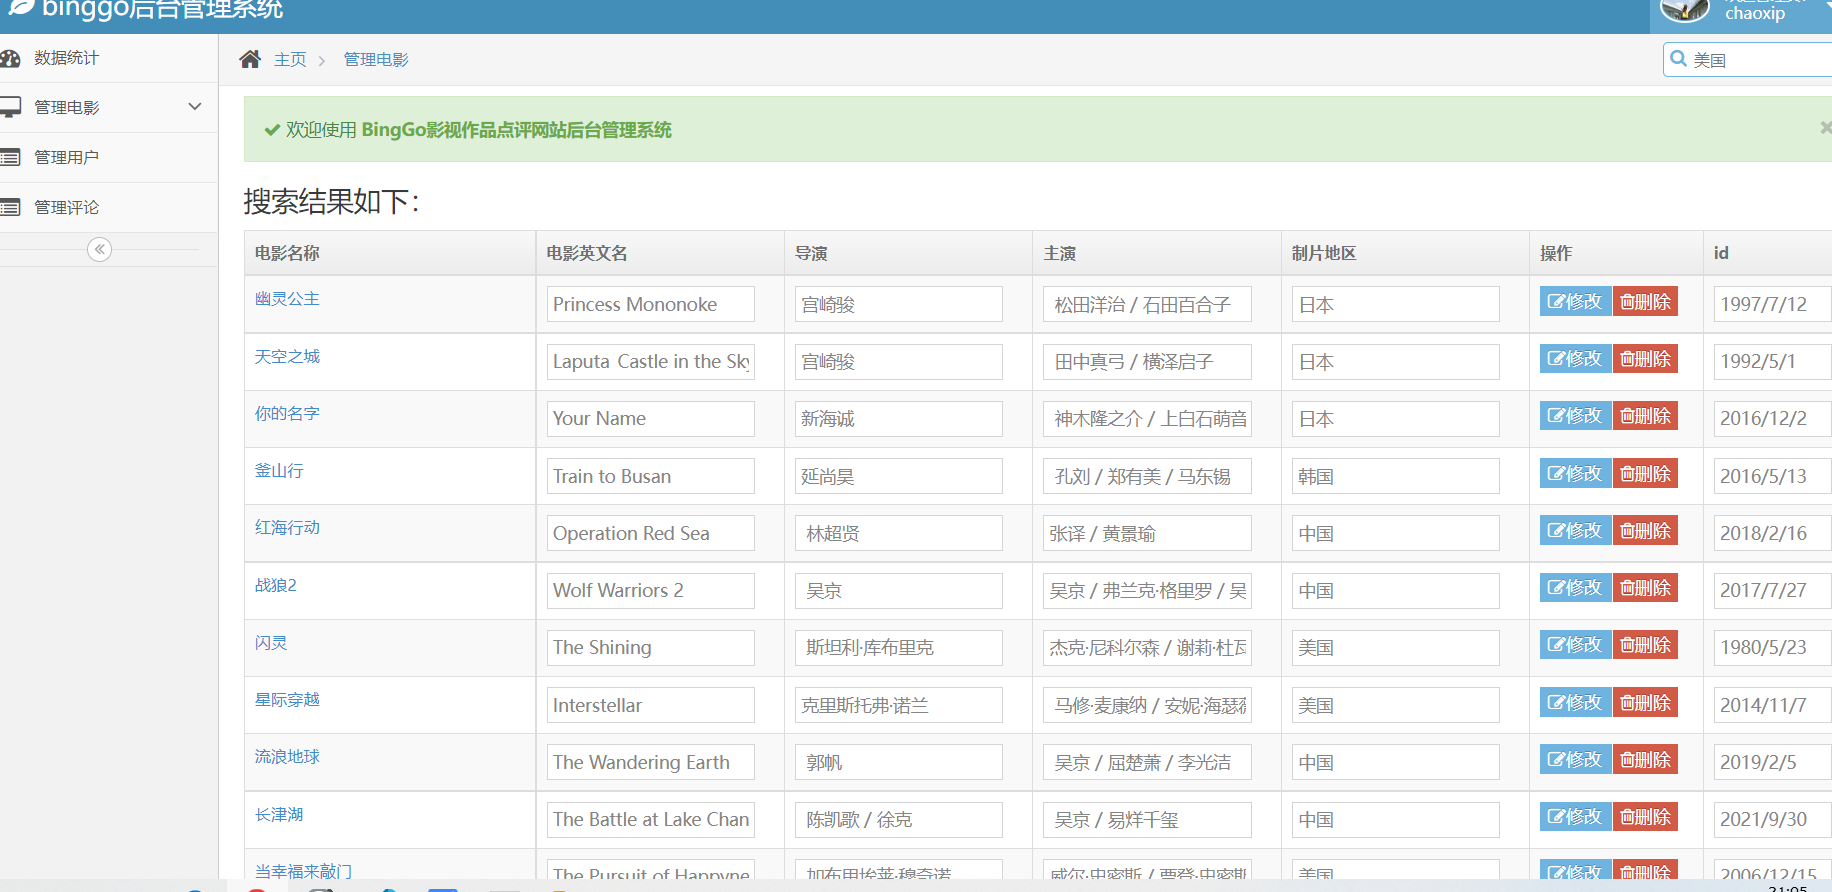 binggo后台管理系统
chaoxip
数据统计
管理电影
管理用户
管理评论
主页 > 管理电影
美国
欢迎使用 BingGo影视作品点评网站后台管理系统
搜索结果如下：
电影名称 电影英文名 导演 主演 制片地区 操作 id
幽灵公主 Princess Mononoke 宫崎骏 松田洋治 / 石田百合子 日本 修改 删除 1997/7/12
天空之城 Laputa Castle in the Sky 宫崎骏 田中真弓 / 横泽启子 日本 修改 删除 1992/5/1
你的名字 Your Name 新海诚 神木隆之介 / 上白石萌音 日本 修改 删除 2016/12/2
釜山行 Train to Busan 延尚昊 孔刘 / 郑有美 / 马东锡 韩国 修改 删除 2016/5/13
红海行动 Operation Red Sea 林超贤 张译 / 黄景瑜 中国 修改 删除 2018/2/16
战狼2 Wolf Warriors 2 吴京 吴京 / 弗兰克·格里罗 / 吴 中国 修改 删除 2017/7/27
闪灵 The Shining 斯坦利·库布里克 杰克·尼科尔森 / 谢莉·杜瓦 美国 修改 删除 1980/5/23
星际穿越 Interstellar 克里斯托弗·诺兰 马修·麦康纳 / 安妮·海瑟 美国 修改 删除 2014/11/7
流浪地球 The Wandering Earth 郭帆 吴京 / 屈楚萧 / 李光洁 中国 修改 删除 2019/2/5
长津湖 The Battle at Lake Chan 陈凯歌 / 徐克 吴京 / 易烊千玺 中国 修改 删除 2021/9/30
当幸福来敲门 The Pursuit of Happyne 加布里埃莱·穆奇诺 威尔·史密斯 / 贾登·史密斯 美国 修改 删除 2006/12/15
21:05